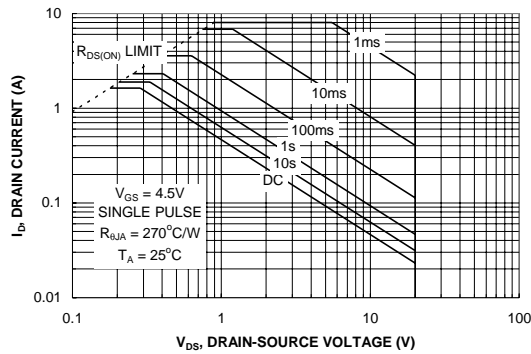 10
1
0.1
0.01
I_D, DRAIN CURRENT (A)
R_DS(ON) LIMIT
1ms
10ms
100ms
1s
10s
DC
V_GS = 4.5V
SINGLE PULSE
R_θJA = 270°C/W
T_A = 25°C
0.1
1
10
100
V_DS, DRAIN-SOURCE VOLTAGE (V)